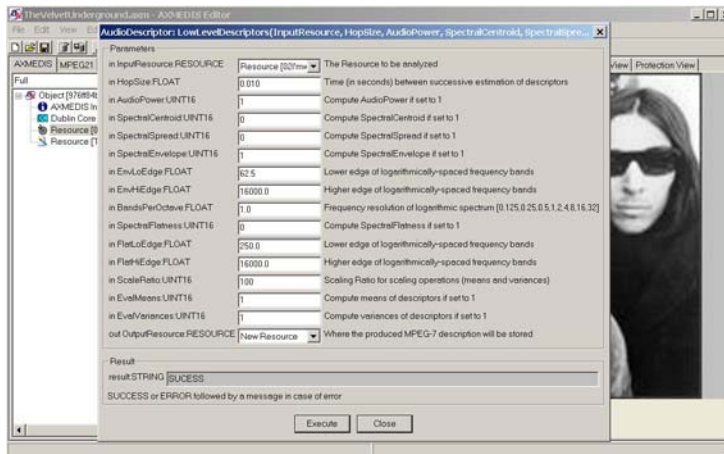 TheVelvetUnderground.axm - AXMEDIS Editor
File Edit View
AudioDescriptor: LowLevelDescriptors(InputResource, HopSize, AudioPower, SpectralCentroid, SpectralSpre...
AXMEDIS MPEG21
View Protection View
Full
Object
AXMEDIS In
Dublin Core
Resource [0
Resource [T
Parameters
in InputResource:RESOURCE The Resource to be analyzed
in HopSize:FLOAT 0.010 Time (in seconds) between successive estimation of descriptors
in AudioPower:UINT16 1 Compute AudioPower if set to 1
in SpectralCentroid:UINT16 0 Compute SpectralCentroid if set to 1
in SpectralSpread:UINT16 0 Compute SpectralSpread if set to 1
in SpectralEnvelope:UINT16 1 Compute SpectralEnvelope if set to 1
in EnvLoEdge:FLOAT 62.5 Lower edge of logarithmically-spaced frequency bands
in EnvHiEdge:FLOAT 16000.0 Higher edge of logarithmically-spaced frequency bands
in BandsPerOctave:FLOAT 1.0 Frequency resolution of logarithmic spectrum [0.125,0.25,0.5,1,2,4,8,16,32]
in SpectralFlatness:UINT16 0 Compute SpectralFlatness if set to 1
in FlatLoEdge:FLOAT 250.0 Lower edge of logarithmically-spaced frequency bands
in FlatHiEdge:FLOAT 16000.0 Higher edge of logarithmically-spaced frequency bands
in ScaleRatio:UINT16 100 Scaling Ratio for scaling operations (means and variances)
in EvalMeans:UINT16 1 Compute means of descriptors if set to 1
in EvalVariances:UINT16 1 Compute variances of descriptors if set to 1
out OutputResource:RESOURCE New Resource Where the produced MPEG-7 description will be stored
Result
result:STRING SUCESS
SUCCESS or ERROR followed by a message in case of error
Execute Close